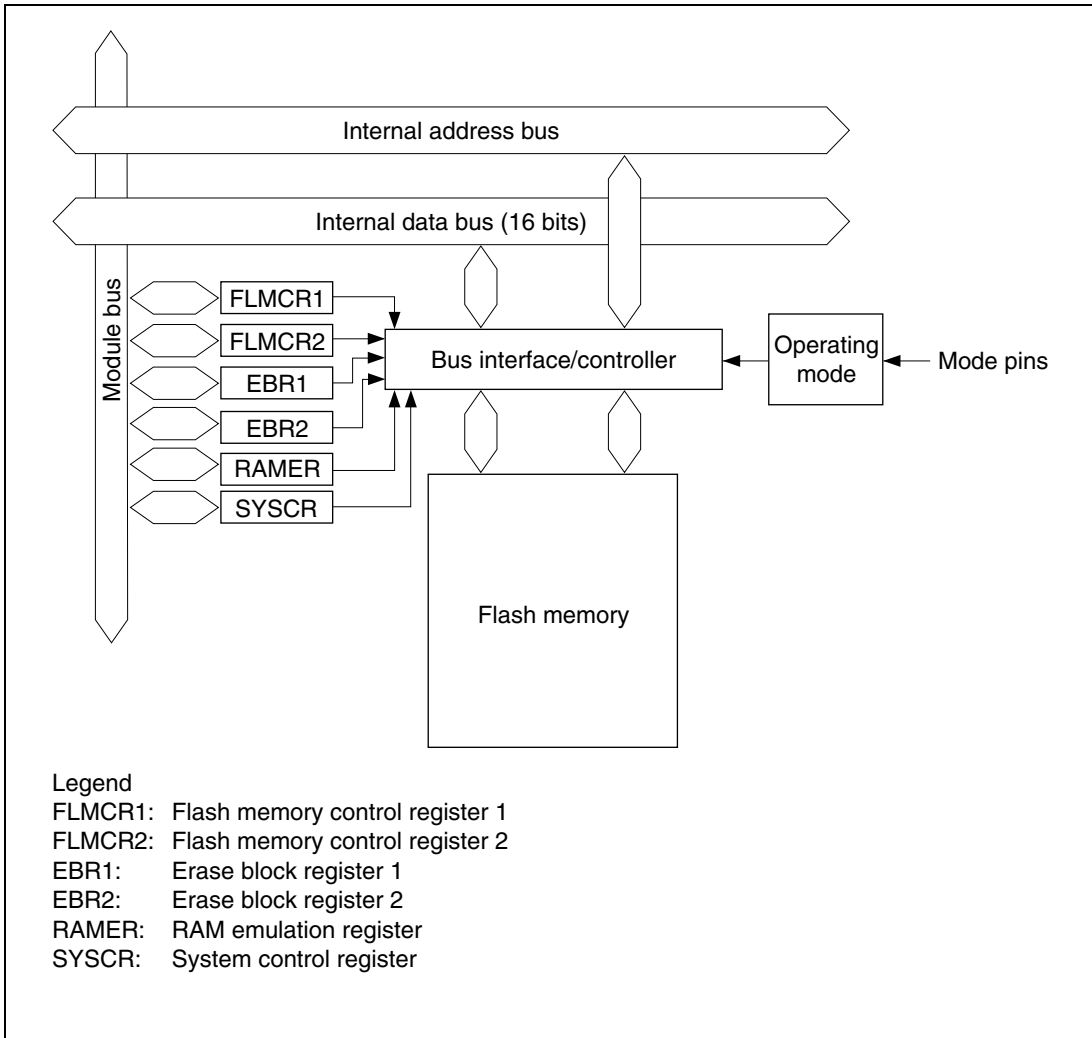 Internal address bus
Internal data bus (16 bits)
Module bus
FLMCR1
FLMCR2
EBR1
EBR2
RAMER
SYSCR
Bus interface/controller
Operating
mode
Mode pins
Flash memory
Legend
FLMCR1: Flash memory control register 1
FLMCR2: Flash memory control register 2
EBR1: Erase block register 1
EBR2: Erase block register 2
RAMER: RAM emulation register
SYSCR: System control register